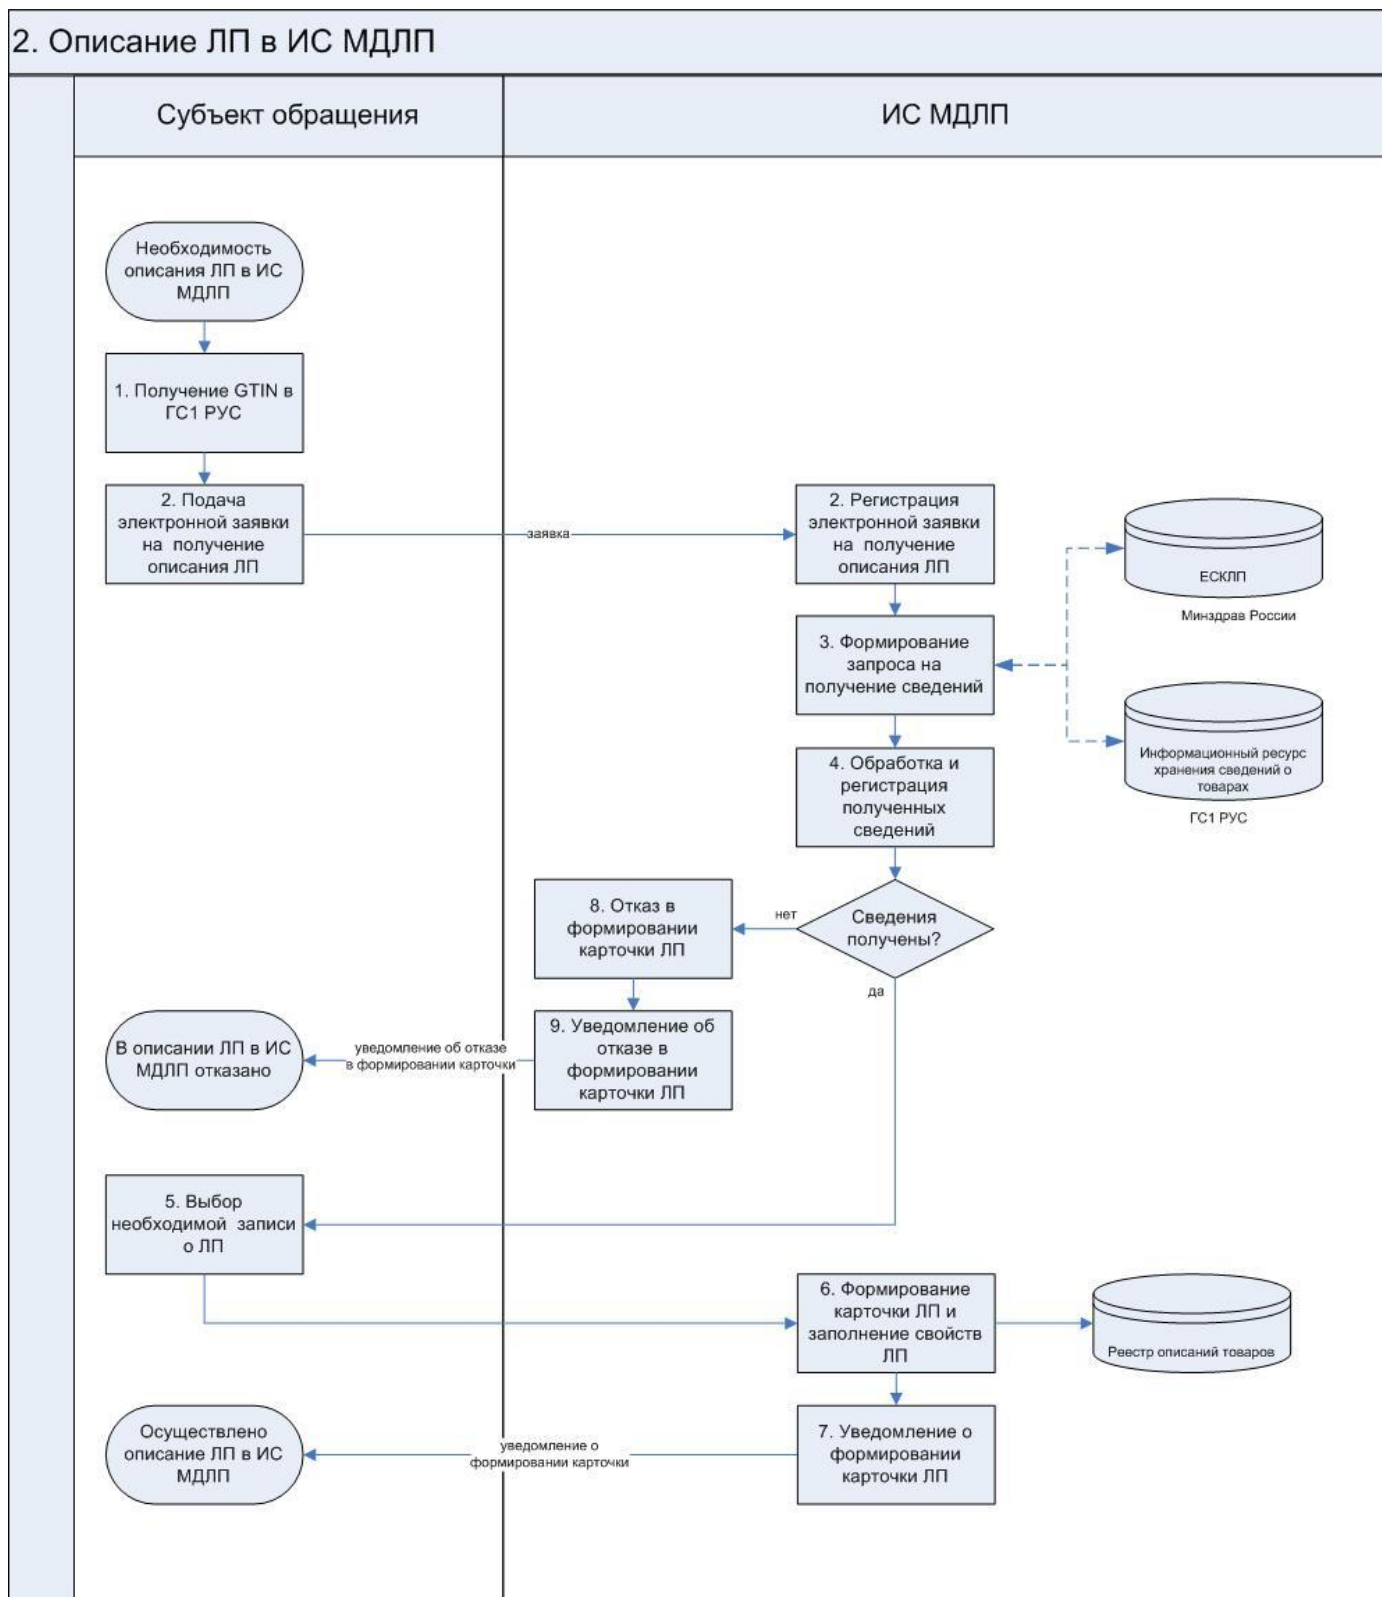 2. Описание ЛП в ИС МДЛП
Субъект обращения
ИС МДЛП
Необходимость
описания ЛП в ИС
МДЛП
1. Получение GTIN в
ГС1 РУС
2. Подача
электронной заявки
на получение
описания ЛП
заявка
2. Регистрация
электронной заявки
на получение
описания ЛП
ЕСКЛП
Минздрав России
3. Формирование
запроса на
получение сведений
Информационный ресурс
хранения сведений о
товарах
ГС1 РУС
4. Обработка и
регистрация
полученных
сведений
Сведения
получены?
нет
да
8. Отказ в
формировании
карточки ЛП
9. Уведомление об
отказе в
формировании
карточки ЛП
уведомление об отказе
в формировании карточки
В описании ЛП в ИС
МДЛП отказано
5. Выбор
необходимой записи
о ЛП
6. Формирование
карточки ЛП и
заполнение свойств
ЛП
Реестр описаний товаров
7. Уведомление о
формировании
карточки ЛП
уведомление о
формировании карточки
Осуществлено
описание ЛП в ИС
МДЛП